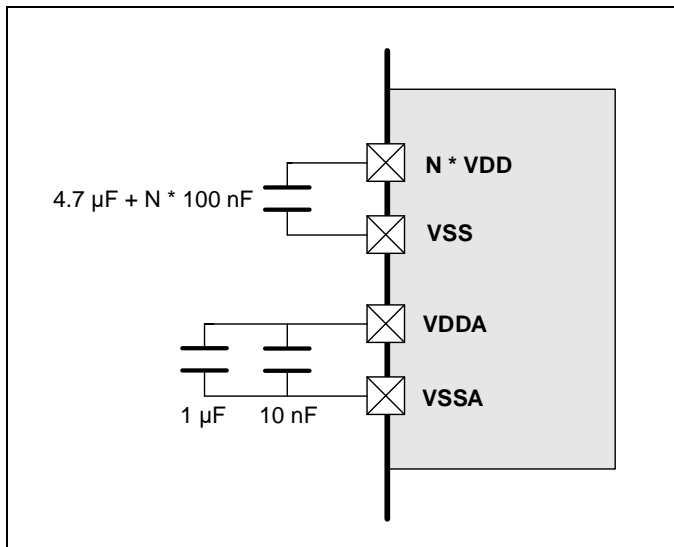 N * VDD
4.7 µF + N * 100 nF
VSS
VDDA
VSSA
1 µF 10 nF